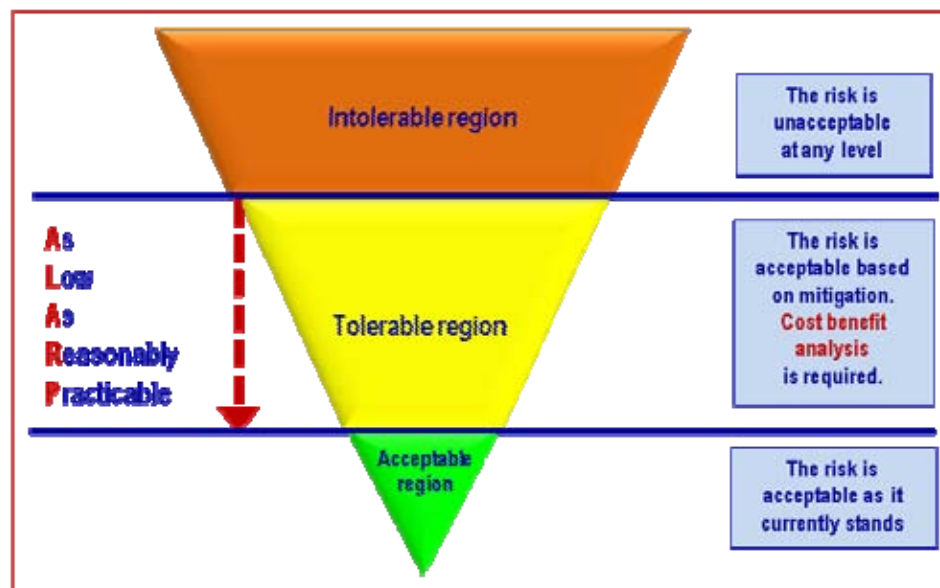 Intolerable region
The risk is
unacceptable
at any level
As
Low
As
Reasonably
Practicable
Tolerable region
The risk is
acceptable based
on mitigation.
Cost benefit
analysis
is required.
Acceptable
region
The risk is
acceptable as it
currently stands